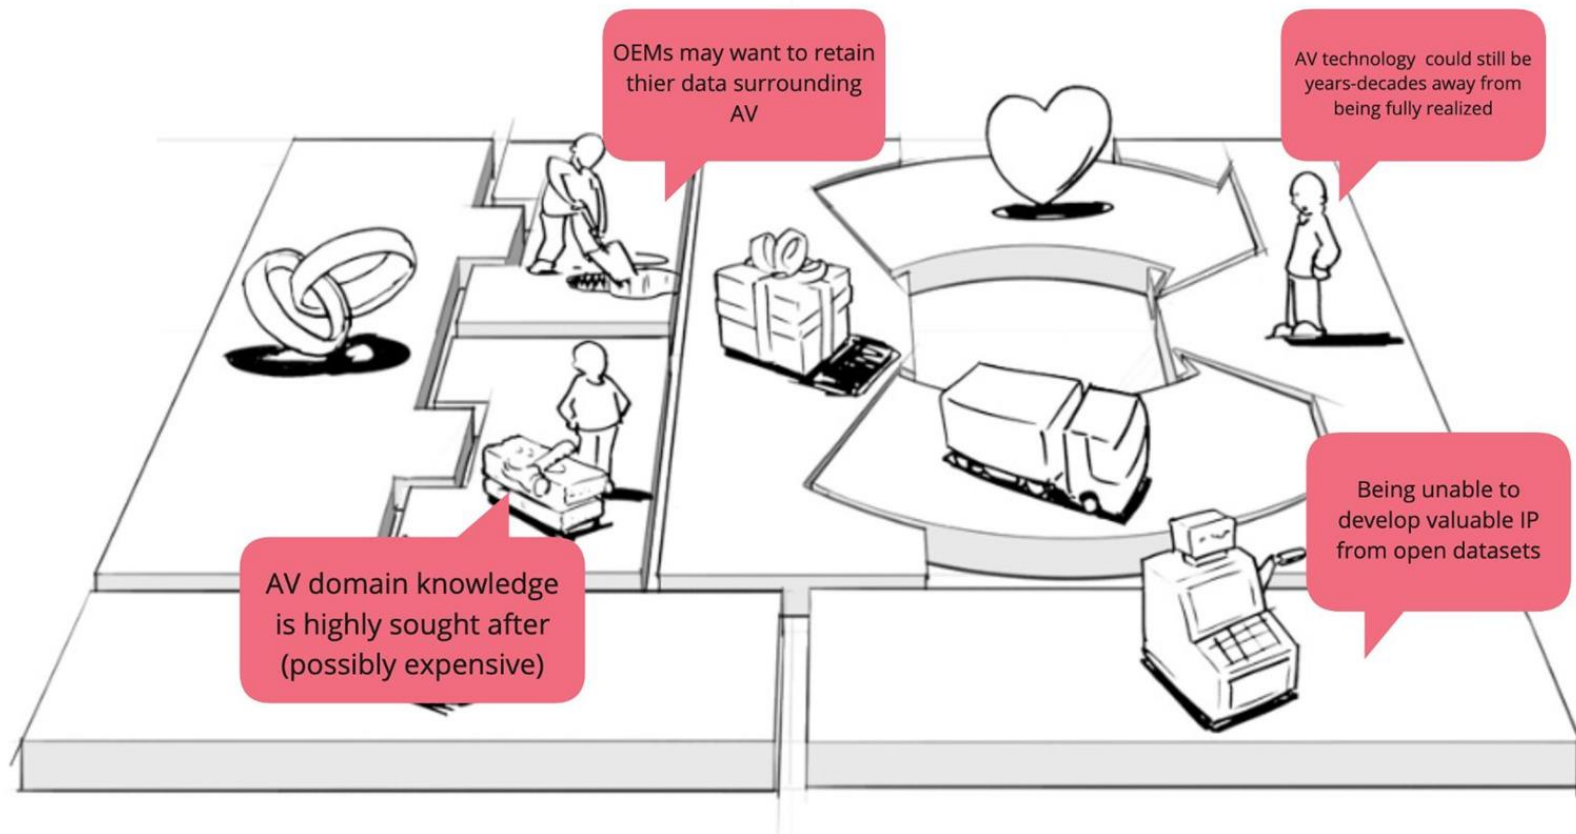 OEMs may want to retain
thier data surrounding
AV
AV technology could still be
years-decades away from
being fully realized
Being unable to
develop valuable IP
from open datasets
AV domain knowledge
is highly sought after
(possibly expensive)